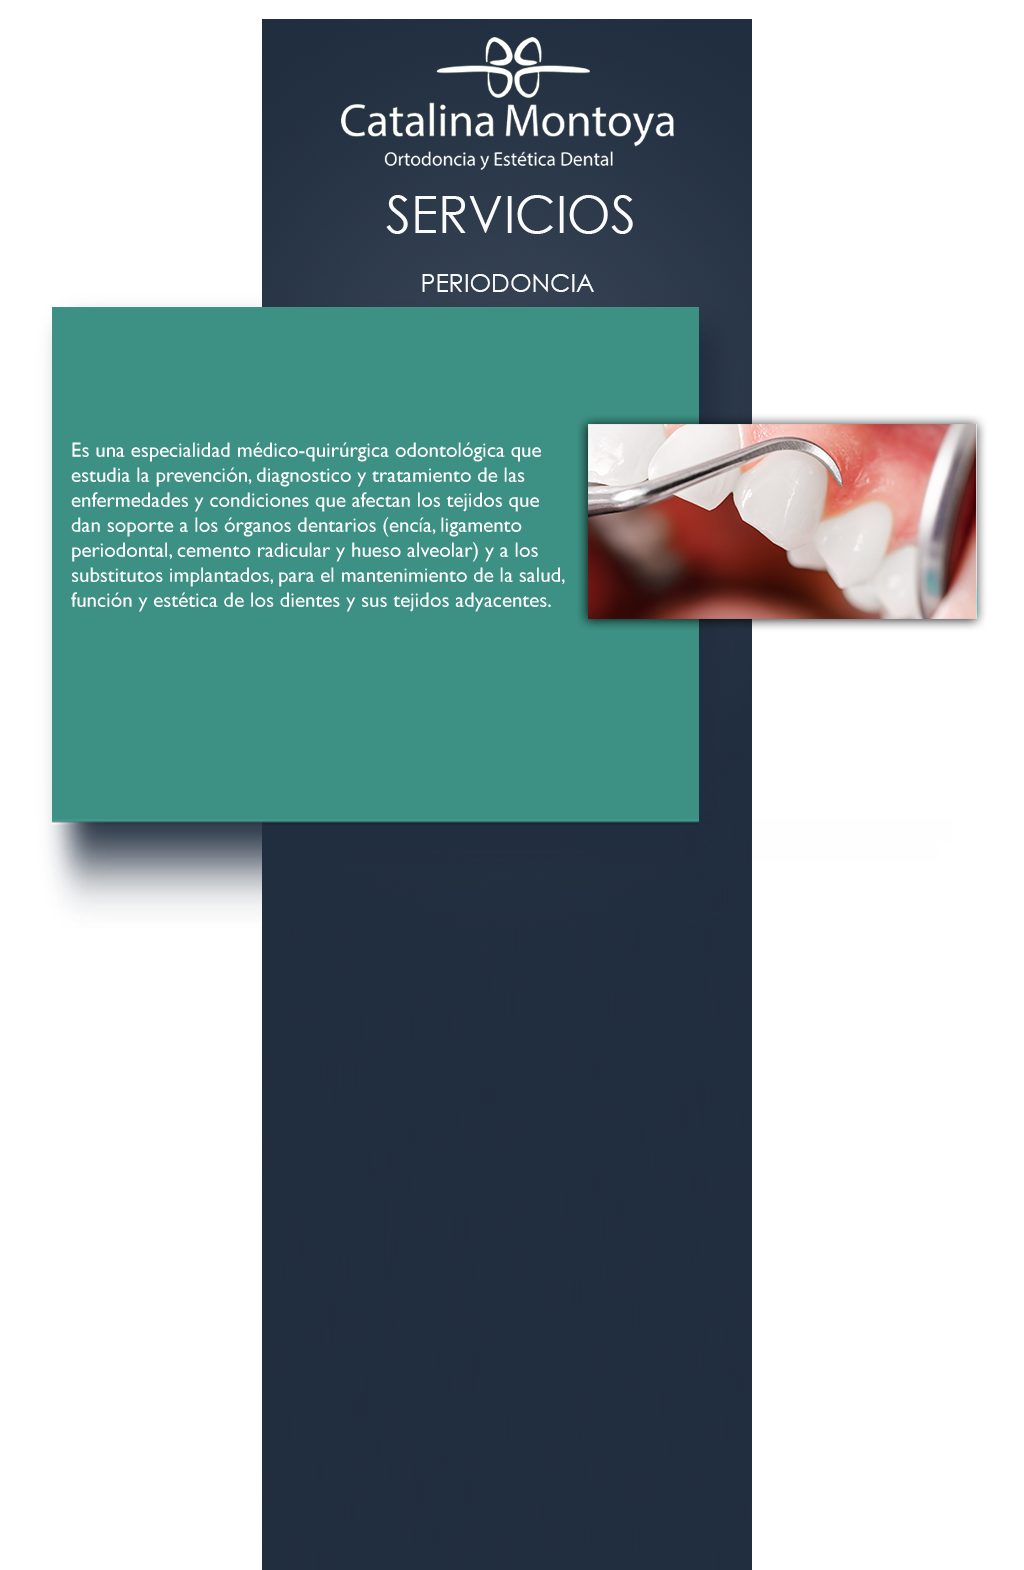 Catalina Montoya
Ortodoncia y Estética Dental
SERVICIOS
PERIODONCIA
Es una especialidad médico-quirúrgica odontológica que
estudia la prevención, diagnostico y tratamiento de las
enfermedades y condiciones que afectan los tejidos que
dan soporte a los órganos dentarios (encía, ligamento
periodontal, cemento radicular y hueso alveolar) y a los
substitutos implantados, para el mantenimiento de la salud,
función y estética de los dientes y sus tejidos adyacentes.